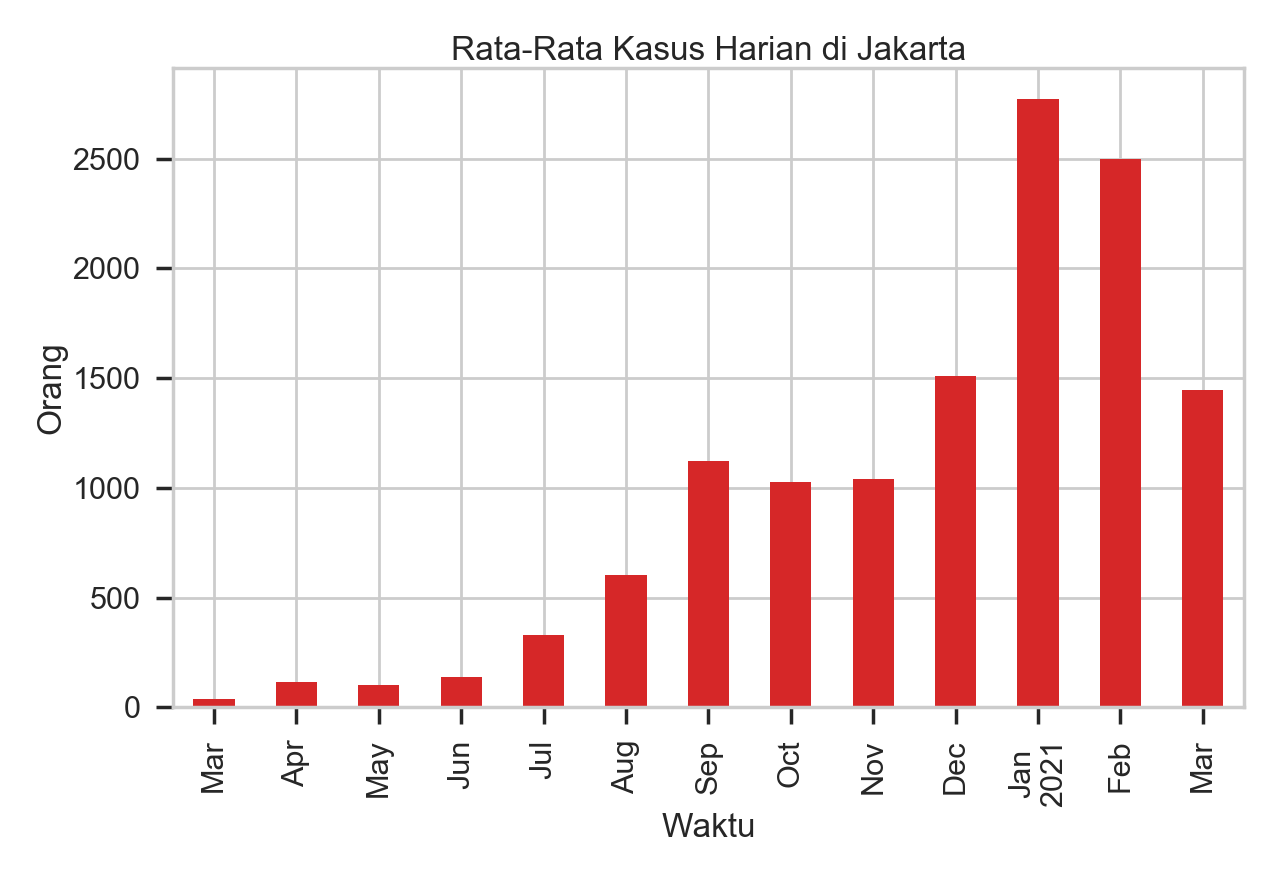 Rata-Rata Kasus Harian di Jakarta
2500
2000
1500
1000
500
0
Orang
Mar
Apr
May
Jun
Jul
Aug
Sep
Oct
Nov
Dec
Jan
2021
Feb
Mar
Waktu